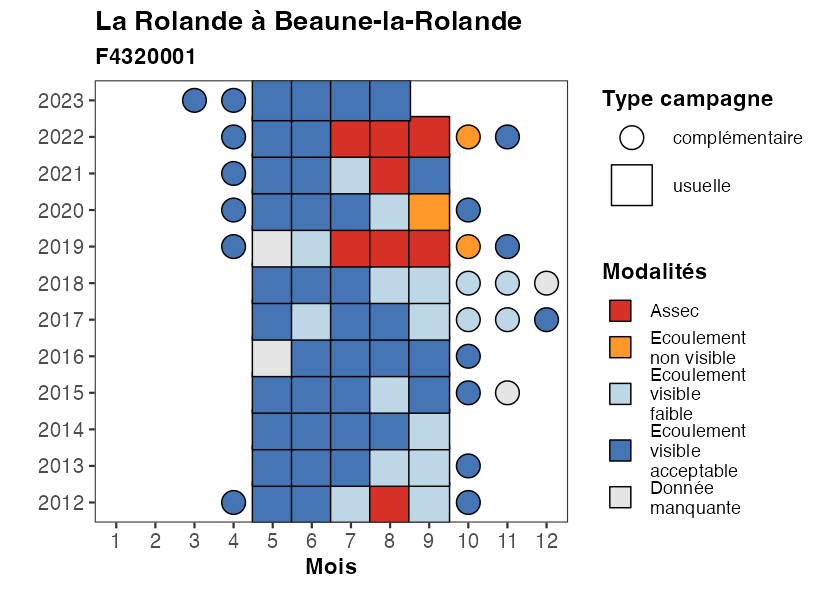 La Rolande à Beaune-la-Rolande
F4320001
2023
2022
2021
2020
2019
2018
2017
2016
2015
2014
2013
2012
1 2 3 4 5 6 7 8 9 10 11 12
Mois
Type campagne
complémentaire
usuelle
Modalités
Assec
Ecoulement
non visible
Ecoulement
visible
faible
Ecoulement
visible
acceptable
Donnée
manquante